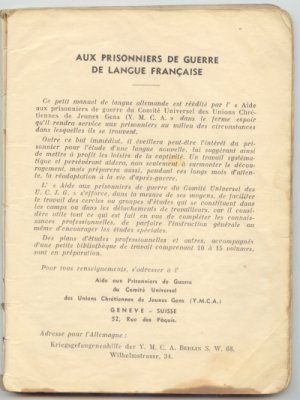 AUX PRISONNIERS DE GUERRE
DE LANGUE FRANÇAISE
Ce petit manuel de langue allemande est réédité par l' « Aide
aux prisonniers de guerre du Comité Universel des Unions Chré-
tiennes de Jeunes Gens (Y. M. C. A. » dans le ferme espoir
qu'il rendra service aux prisonniers au milieu des circonstances
dans lesquelles ils se trouvent.
Outre ce but immédiat, il éveillera peut-être l'intérêt du pri-
sonnier pour l'étude d'une langue nouvelle, lui suggérant ainsi
de mettre à profit les loisirs de la captivité. Un travail systéma-
tique et persévérant aidera, non seulement à surmonter le décou-
ragement, mais préparera aussi, pendant ces longs mois d'atten-
te, la réadaptation à la vie d'après-guerre.
L' « Aide aux prisonniers de guerre du Comité Universel des
U. C. J. G. » s'efforce, dans la mesure de ses moyens, de faciliter
le travail des cercles ou groupes d'études qui se constituent dans
les camps ou dans les détachements de travailleurs, car il consi-
dère utile tout ce qui est fait en vue de compléter les connais-
sances professionnelles, de parfaire l'instruction générale ou
même d'encourager les études spéciales.
Des plans d'études professionnelles et autres, accompagnés
d'une petite bibliothèque de travail comprenant 10 à 15 volumes,
sont en préparation.
Pour tous renseignements, s'adresser à l'
Aide aux Prisonniers de Guerre
du Comité Universel
des Unions Chrétiennes de Jeunes Gens (Y.M.C.A.)
GENEVE - SUISSE
52, Rue des Pâquis.
Adresse pour l'Allemagne :
Kriegsgefangenenhilfe der Y. M. C. A. BERLIN S. W. 68,
Wilhelmstrasse, 34.